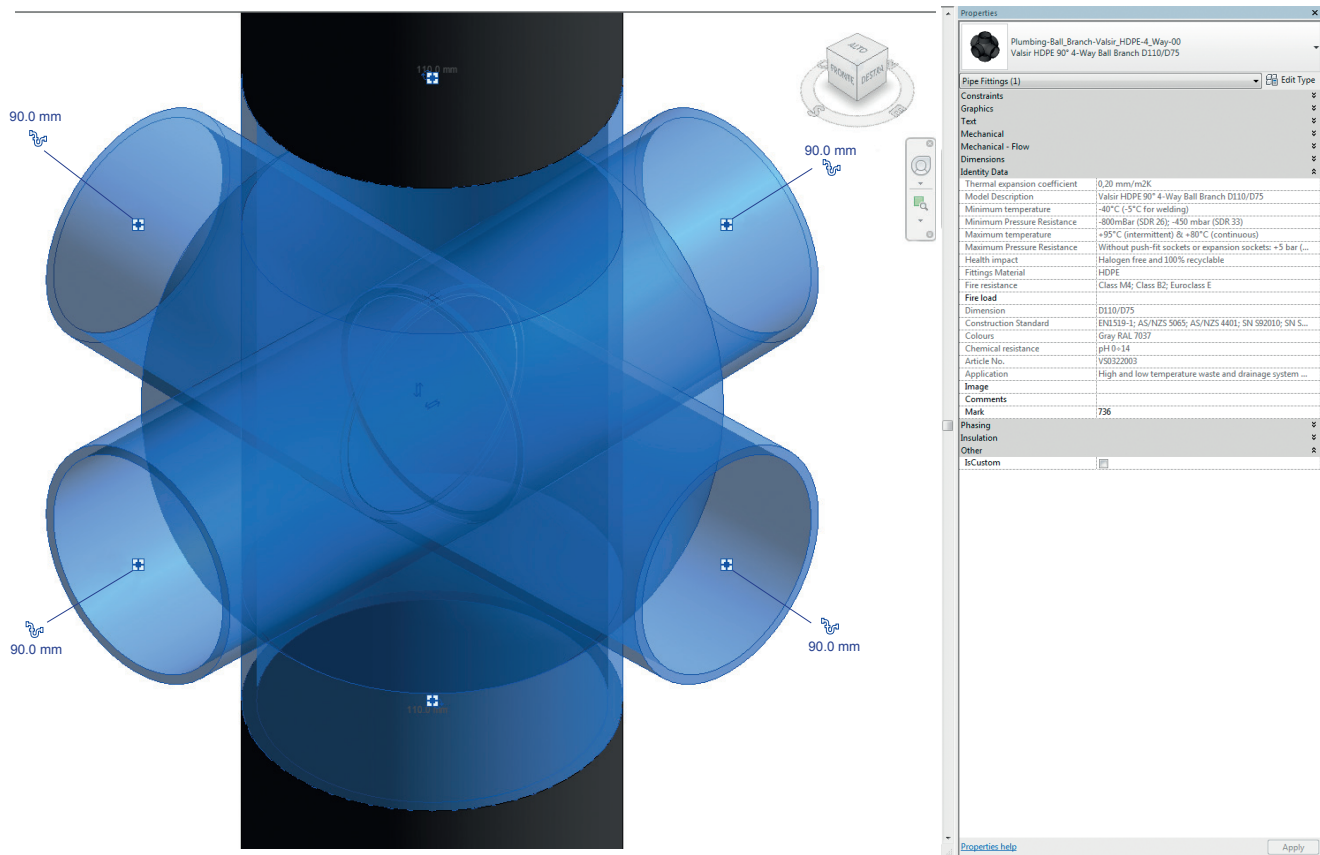 110.0 mm
90.0 mm
90.0 mm
90.0 mm
90.0 mm
110.0 mm
ALTO
FRONTE
DESTRA
Properties
Plumbing-Ball_Branch-Valsir_HDPE-4_Way-00
Valsir HDPE 90° 4-Way Ball Branch D110/D75
Pipe Fittings (1)
Edit Type
Constraints
Graphics
Text
Mechanical
Mechanical - Flow
Dimensions
Identity Data
Thermal expansion coefficient 0,20 mm/m2K
Model Description Valsir HDPE 90° 4-Way Ball Branch D110/D75
Minimum temperature -40°C (-5°C for welding)
Minimum Pressure Resistance -800mBar (SDR 26); -450 mbar (SDR 33)
Maximum temperature +95°C (intermittent) & +80°C (continuous)
Maximum Pressure Resistance Without push-fit sockets or expansion sockets: +5 bar (...
Health impact Halogen free and 100% recyclable
Fittings Material HDPE
Fire resistance Class M4; Class B2; Euroclass E
Fire load
Dimension D110/D75
Construction Standard EN1519-1; AS/NZS 5065; AS/NZS 4401; SN S92010; SN S...
Colours Gray RAL 7037
Chemical resistance pH 0÷14
Article No. VS0322003
Application High and low temperature waste and drainage system ...
Image
Comments
Mark 736
Phasing
Insulation
Other
IsCustom
Properties help
Apply